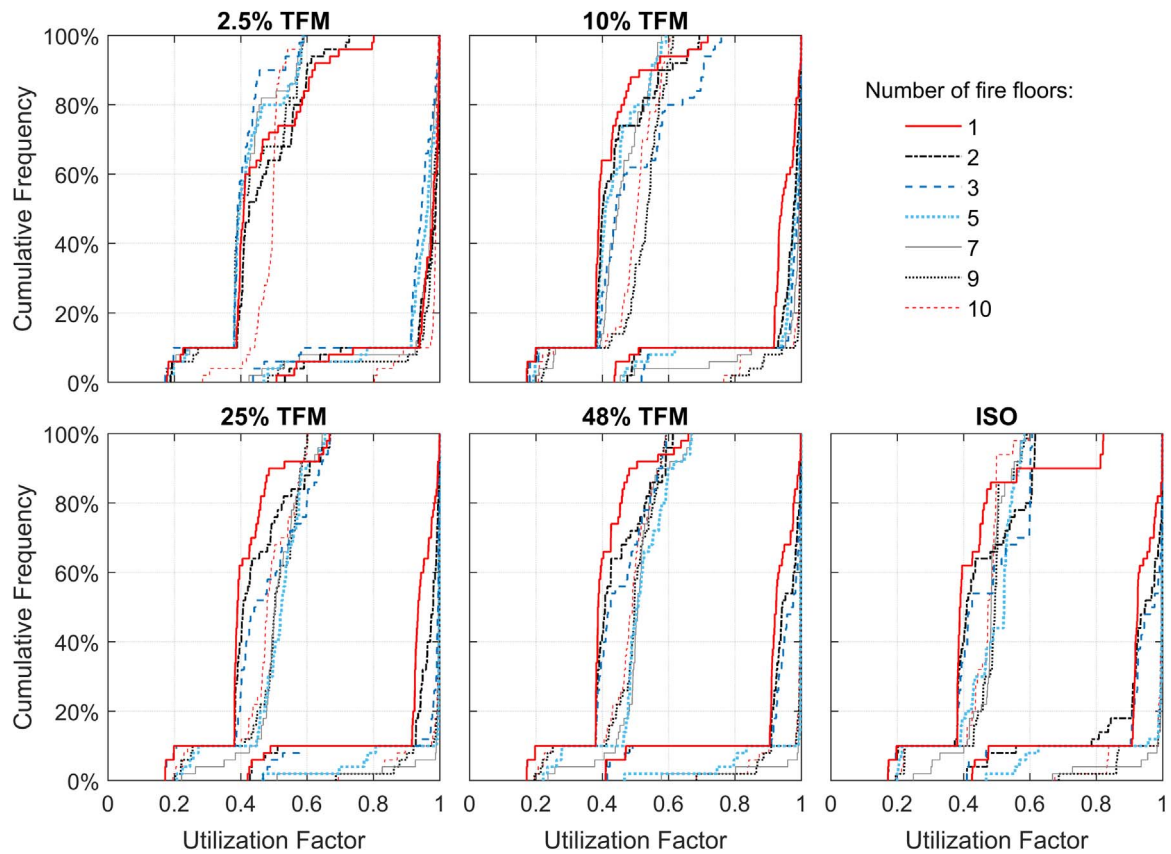 2.5% TFM
10% TFM
100%
80%
60%
40%
20%
0%
Cumulative Frequency
Number of fire floors:
1
2
3
5
7
9
10
25% TFM
48% TFM
ISO
100%
80%
60%
40%
20%
0%
Cumulative Frequency
0 0.2 0.4 0.6 0.8 1
0 0.2 0.4 0.6 0.8 1
0 0.2 0.4 0.6 0.8 1
Utilization Factor
Utilization Factor
Utilization Factor